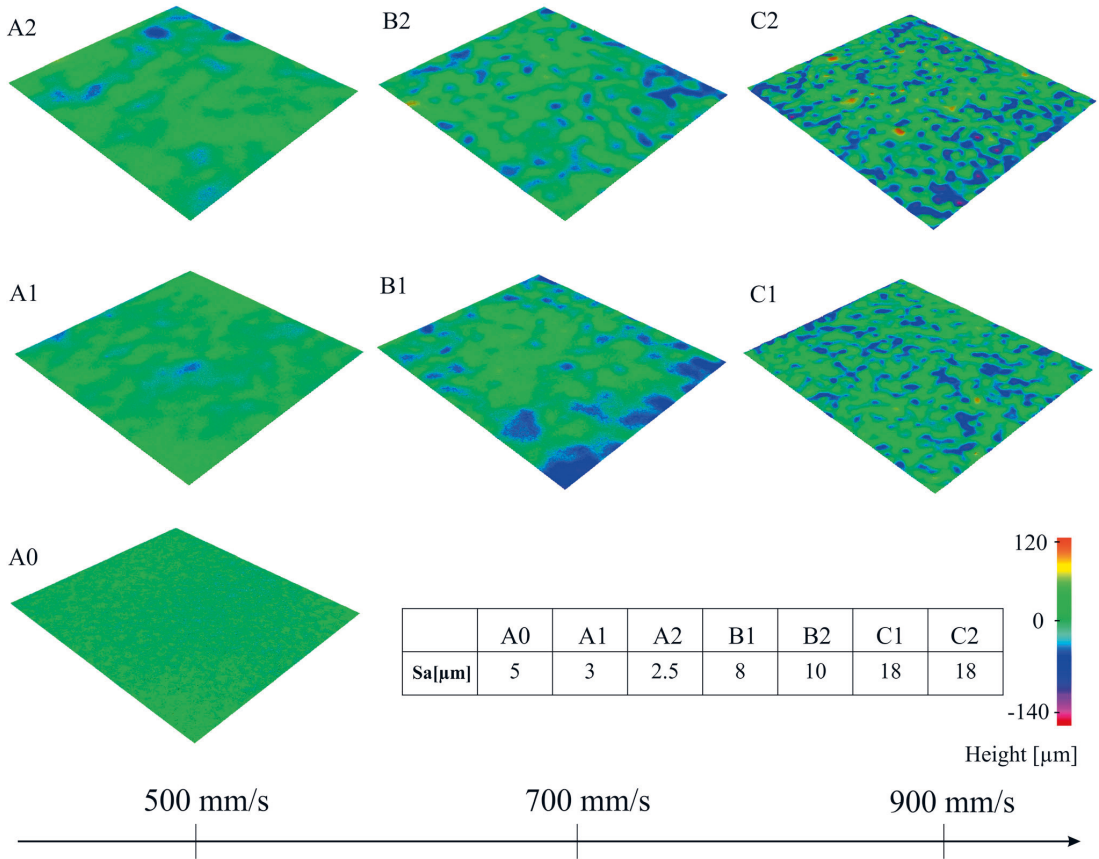 A2
B2
C2
A1
B1
C1
A0
120
0
-140
Height [µm]
A0 A1 A2 B1 B2 C1 C2
Sa[µm] 5 3 2.5 8 10 18 18
500 mm/s 700 mm/s 900 mm/s